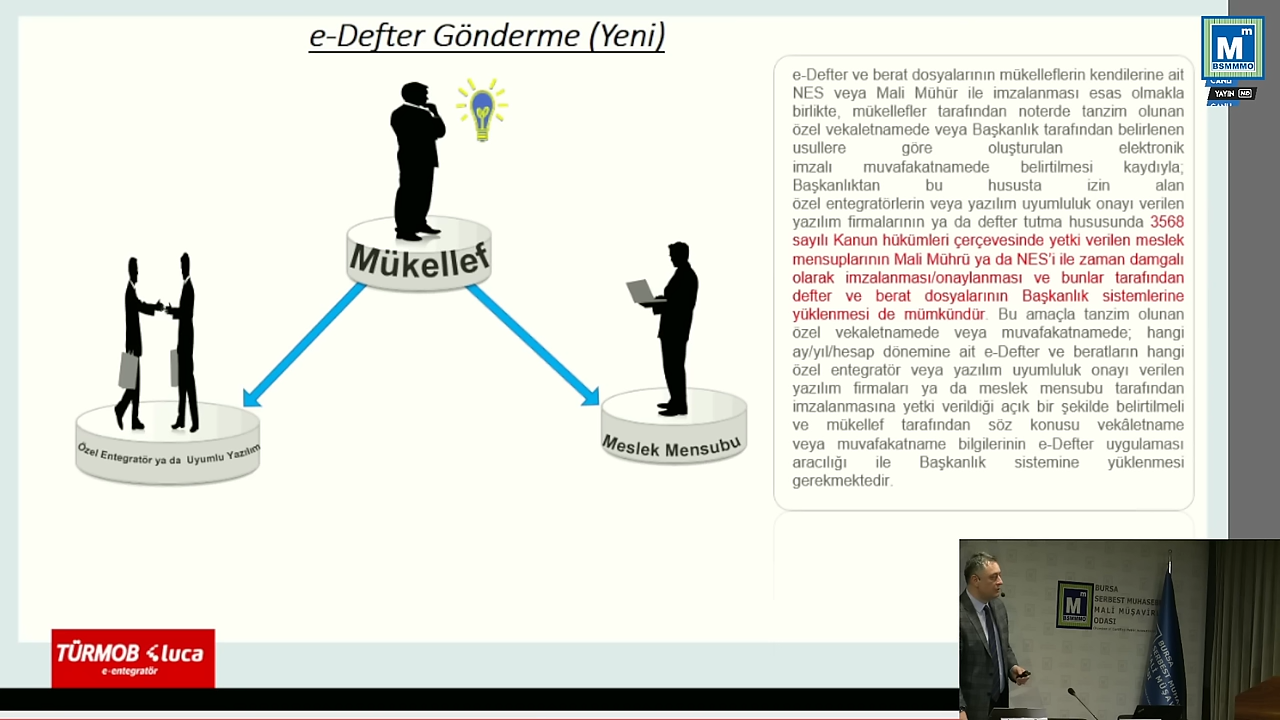 e-Defter Gönderme (Yeni)
Mm
BSMMMO
CANLI
YAYIN HD
e-Defter ve berat dosyalarının mükelleflerin kendilerine ait
NES veya Mali Mühür ile imzalanması esas olmakla
birlikte, mükellefler tarafından noterde tanzim olunan
özel vekaletnamede veya Başkanlık tarafından belirlenen
usullere göre oluşturulan elektronik
imzalı muvafakatnamede belirtilmesi kaydıyla;
Başkanlıktan bu hususta izin alan
özel entegratörlerin veya yazılım uyumluluk onayı verilen
yazılım firmalarının ya da defter tutma hususunda 3568
sayılı Kanun hükümleri çerçevesinde yetki verilen meslek
mensuplarının Mali Mührü ya da NES'i ile zaman damgalı
olarak imzalanması/onaylanması ve bunlar tarafından
defter ve berat dosyalarının Başkanlık sistemlerine
yüklenmesi de mümkündür. Bu amaçla tanzim olunan
özel vekaletnamede veya muvafakatnamede; hangi
ay/yıl/hesap dönemine ait e-Defter ve beratların hangi
özel entegratör veya yazılım uyumluluk onayı verilen
yazılım firmaları ya da meslek mensubu tarafından
imzalanmasına yetki verildiği açık bir şekilde belirtilmeli
ve mükellef tarafından söz konusu vekâletname
veya muvafakatname bilgilerinin e-Defter uygulaması
aracılığı ile Başkanlık sistemine yüklenmesi
gerekmektedir.
Mükellef
Özel Entegratör ya da Uyumlu Yazılım
Meslek Mensubu
TÜRMOB luca
e-entegratör
Mm
BSMMMO
BURSA
SERBEST MUHASEBE
MALİ MÜŞAVİR
ODASI